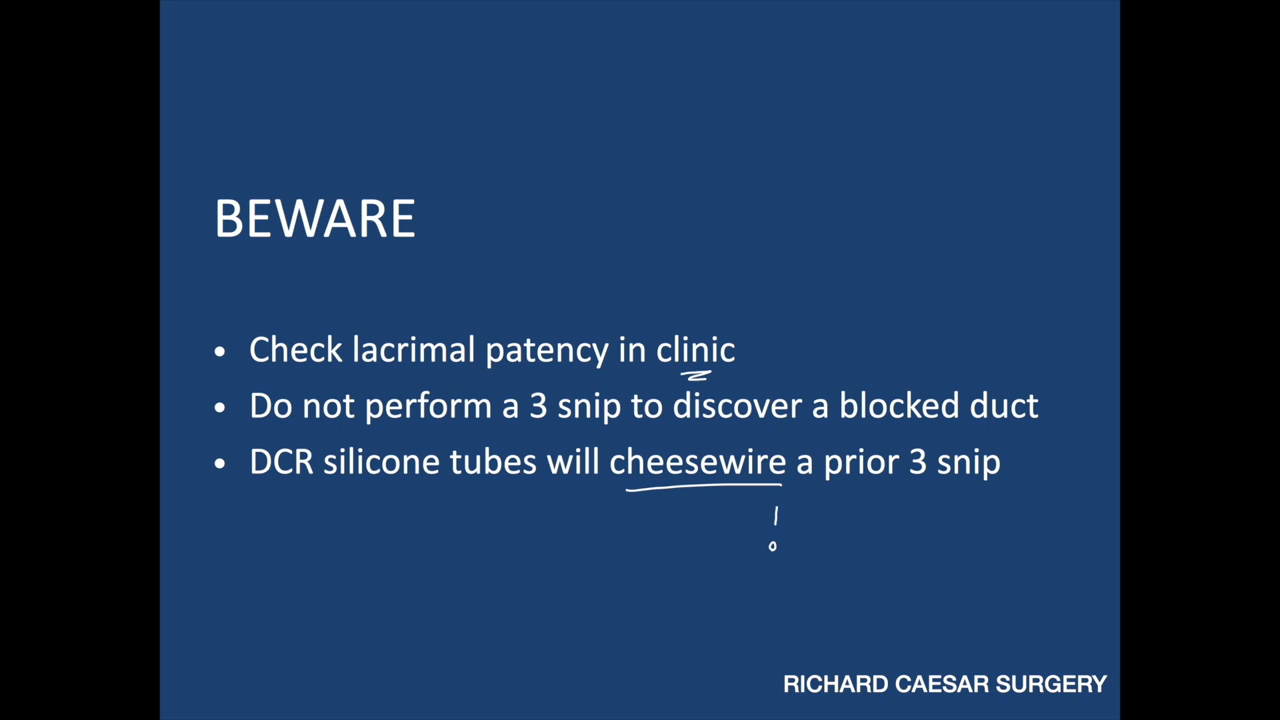 BEWARE
• Check lacrimal patency in clinic
• Do not perform a 3 snip to discover a blocked duct
• DCR silicone tubes will cheesewire a prior 3 snip
!
RICHARD CAESAR SURGERY